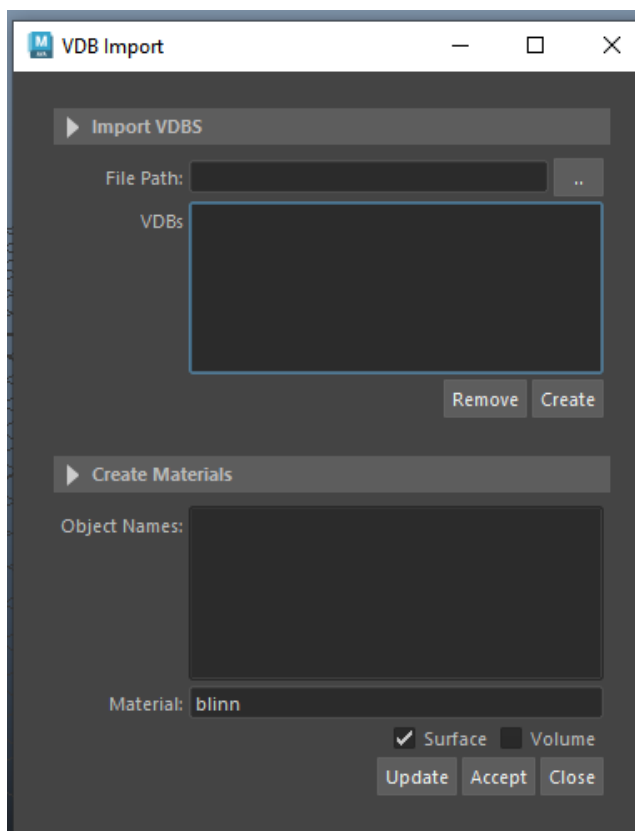 VDB Import
Import VDBS
File Path:
..
VDBs
Remove Create
Create Materials
Object Names:
Material: blinn
Surface Volume
Update Accept Close